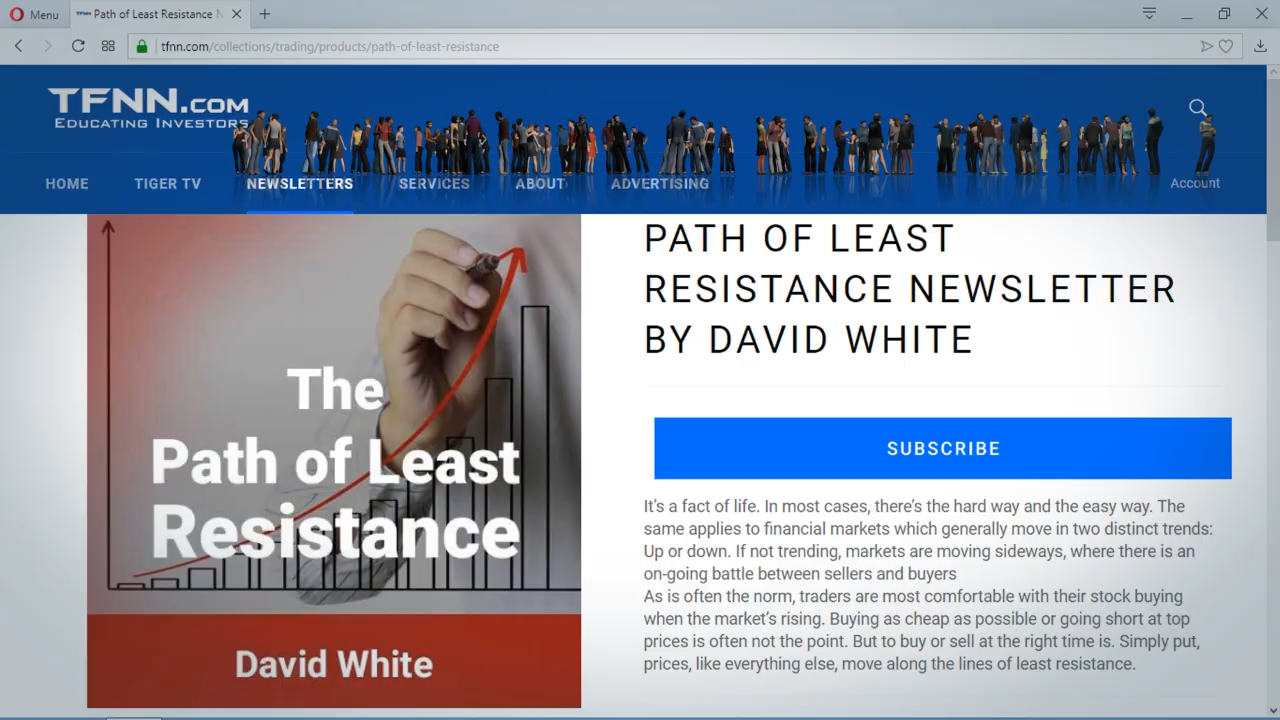 Menu
Path of Least Resistance N
tfnn.com/collections/trading/products/path-of-least-resistance
TFNN.COM
EDUCATING INVESTORS
HOME
TIGER TV
NEWSLETTERS
SERVICES
ABOUT
ADVERTISING
Account
The
Path of Least
Resistance
David White
PATH OF LEAST
RESISTANCE NEWSLETTER
BY DAVID WHITE
SUBSCRIBE
It's a fact of life. In most cases, there's the hard way and the easy way. The
same applies to financial markets which generally move in two distinct trends:
Up or down. If not trending, markets are moving sideways, where there is an
on-going battle between sellers and buyers
As is often the norm, traders are most comfortable with their stock buying
when the market's rising. Buying as cheap as possible or going short at top
prices is often not the point. But to buy or sell at the right time is. Simply put,
prices, like everything else, move along the lines of least resistance.